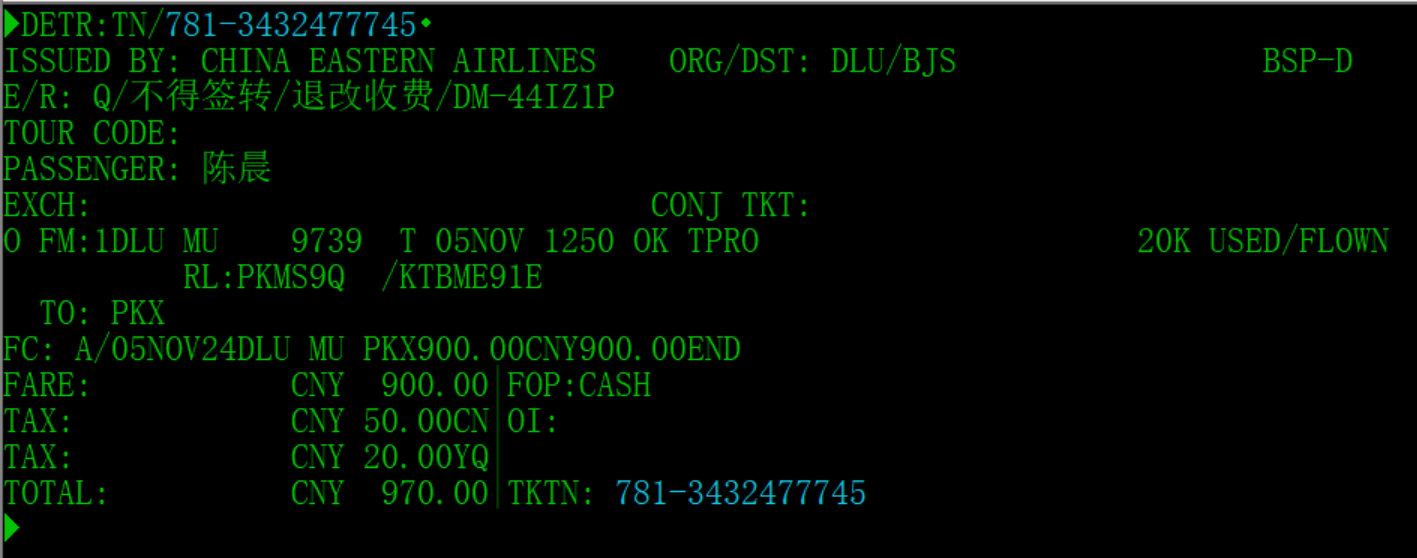 ▶DETR:TN/781-3432477745•
ISSUED BY: CHINA EASTERN AIRLINES ORG/DST: DLU/BJS BSP-D
E/R: Q/不得签转/退改收费/DM-44IZ1P
TOUR CODE:
PASSENGER: 陈晨
EXCH: CONJ TKT:
O FM:1DLU MU 9739 T 05NOV 1250 OK TPRO 20K USED/FLOWN
RL:PKMS9Q /KTBME91E
TO: PKX
FC: A/05NOV24DLU MU PKX900.00CNY900.00END
FARE: CNY 900.00 FOP:CASH
TAX: CNY 50.00CN OI:
TAX: CNY 20.00YQ
TOTAL: CNY 970.00 TKTN: 781-3432477745
▶